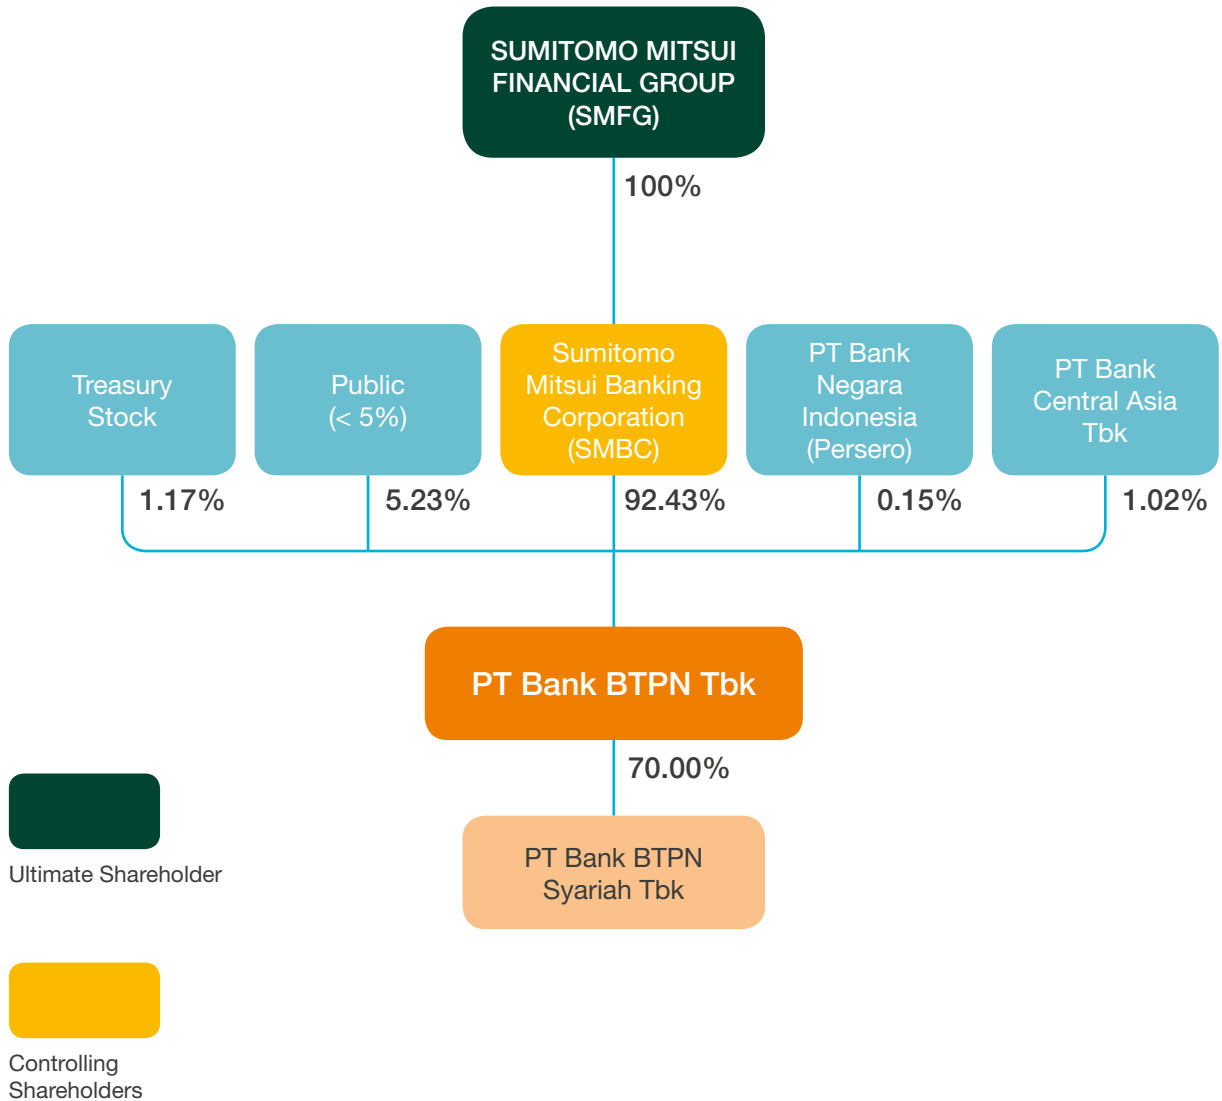 SUMITOMO MITSUI
FINANCIAL GROUP
(SMFG)
100%
Treasury
Stock
Public
(< 5%)
Sumitomo
Mitsui Banking
Corporation
(SMBC)
PT Bank
Negara
Indonesia
(Persero)
PT Bank
Central Asia
Tbk
1.17%
5.23%
92.43%
0.15%
1.02%
PT Bank BTPN Tbk
70.00%
PT Bank BTPN
Syariah Tbk
Ultimate Shareholder
Controlling
Shareholders